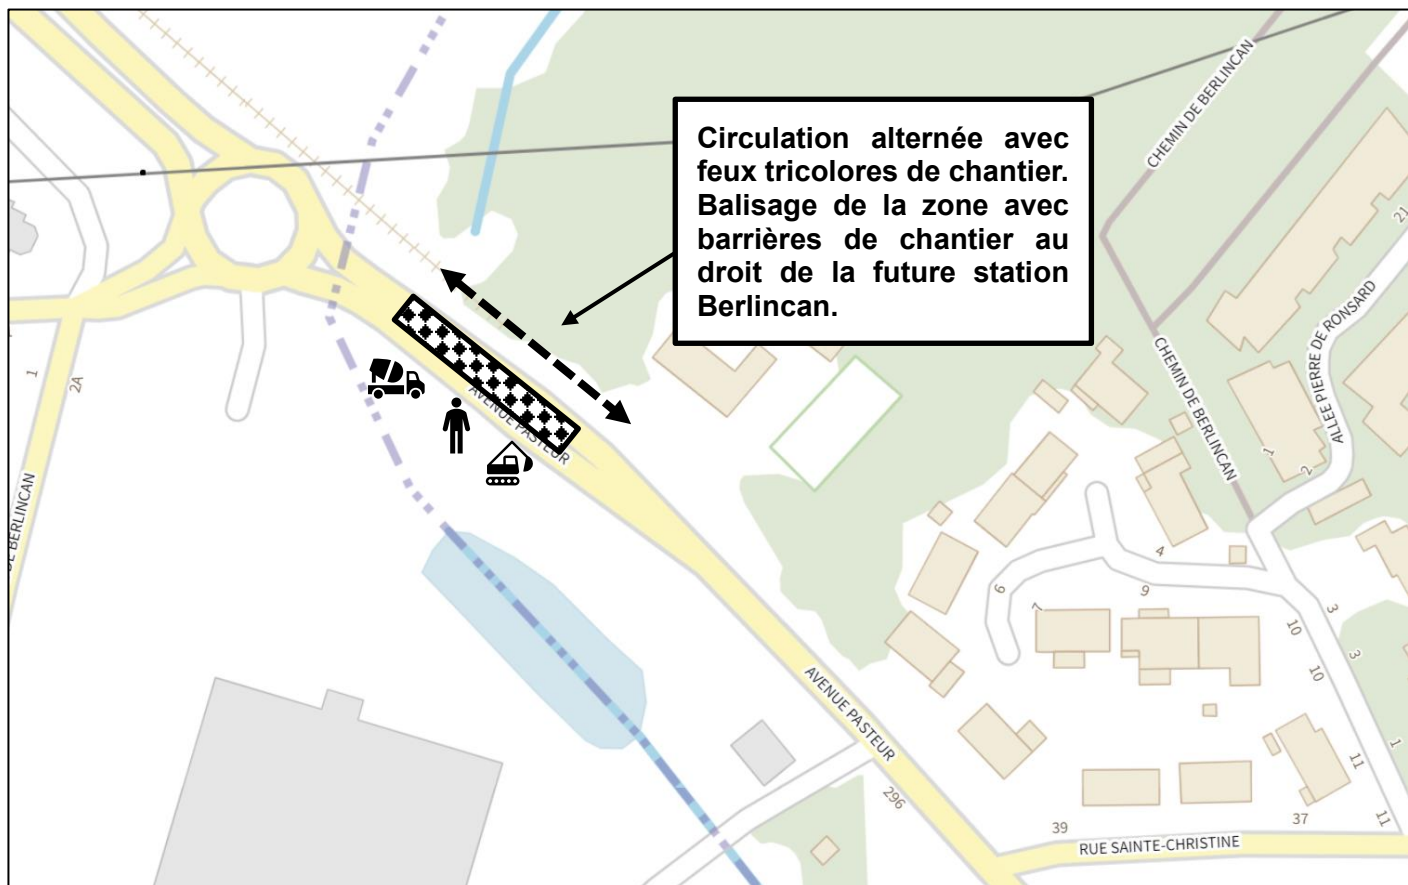 Circulation alternée avec
feux tricolores de chantier.
Balisage de la zone avec
barrières de chantier au
droit de la future station
Berlincan.
CHEMIN DE BERLINCAN
21
ALLEE PIERRE DE RONSARD
CHEMIN DE BERLINCAN
1
2
1
2A
DE BERLINCAN
AVENUE PASTEUR
4
6
7
9
3
10
3
10
1
11
11
AVENUE PASTEUR
296
39
37
RUE SAINTE-CHRISTINE